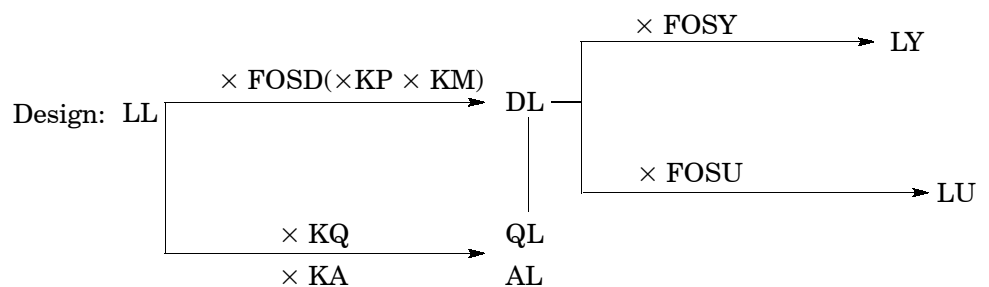 × FOSY
LY
× FOSD(×KP × KM)
Design: LL
DL
× FOSU
LU
× KQ
QL
× KA
AL